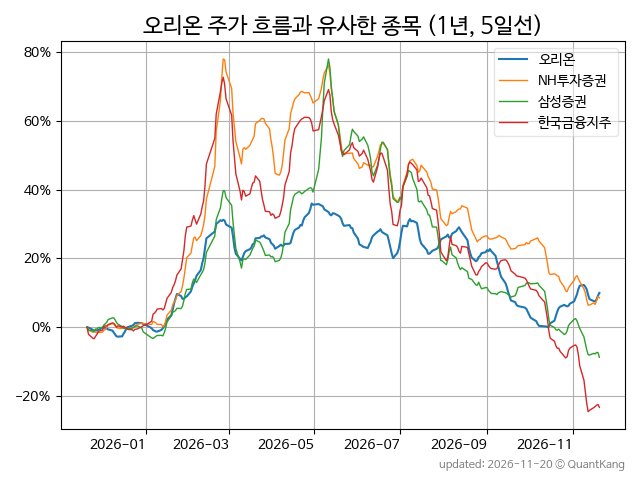 오리온 주가 흐름과 유사한 종목 (1년, 5일선)
오리온
NH투자증권
삼성증권
한국금융지주
80%
60%
40%
20%
0%
−20%
2026-01
2026-03
2026-05
2026-07
2026-09
2026-11
updated: 2026-11-20 © QuantKang